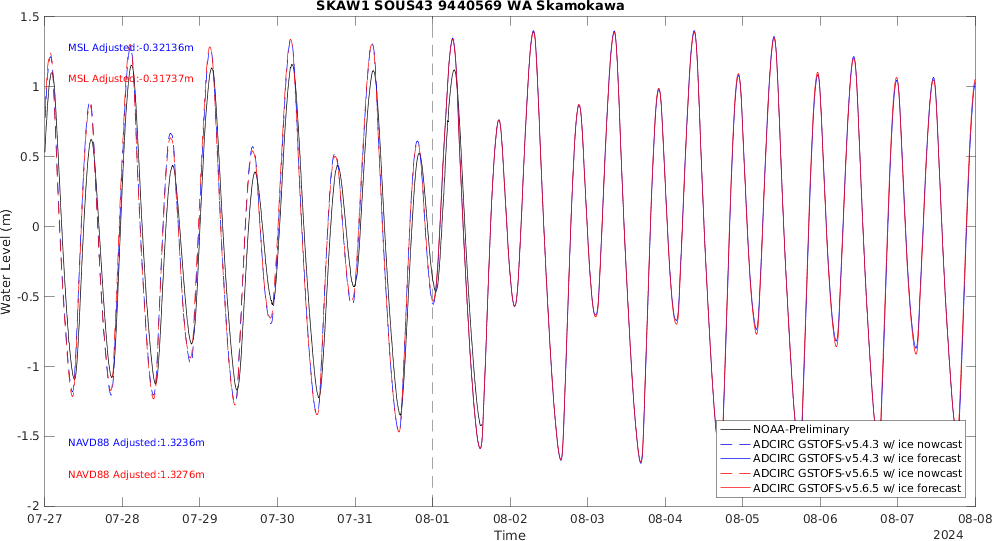 SKAW1 SOUS43 9440569 WA Skamokawa
MSL Adjusted:-0.32136m
MSL Adjusted:-0.31737m
NAVD88 Adjusted:1.3236m
NAVD88 Adjusted:1.3276m
Water Level (m)
1.5
1
0.5
0
-0.5
-1
-1.5
-2
NOAA-Preliminary
ADCIRC GSTOFS-v5.4.3 w/ ice nowcast
ADCIRC GSTOFS-v5.4.3 w/ ice forecast
ADCIRC GSTOFS-v5.6.5 w/ ice nowcast
ADCIRC GSTOFS-v5.6.5 w/ ice forecast
07-27 07-28 07-29 07-30 07-31 08-01 08-02 08-03 08-04 08-05 08-06 08-07 08-08
Time
2024